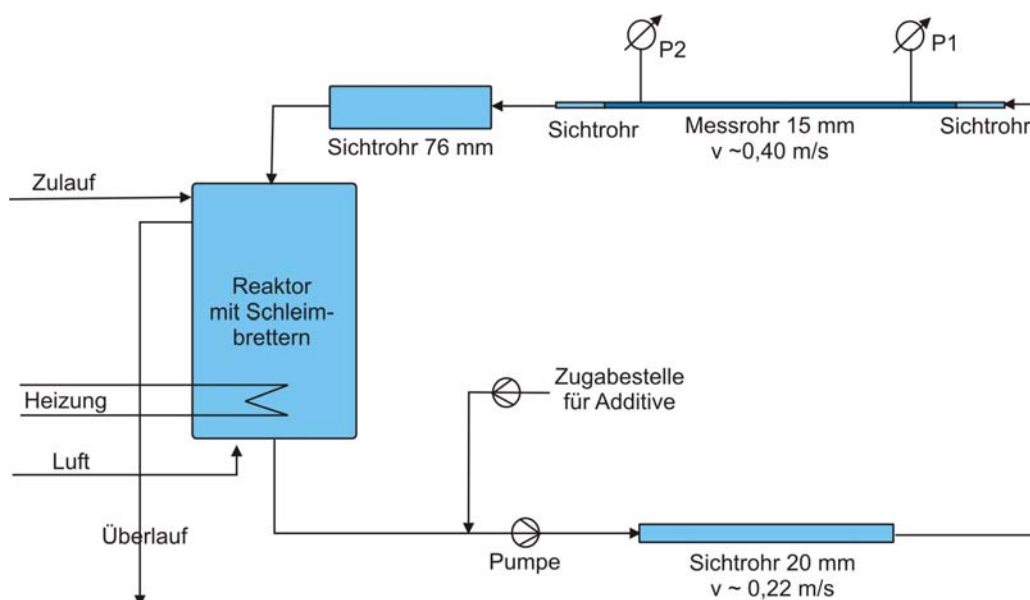 P2
P1
Sichtrohr 76 mm
Sichtrohr
Messrohr 15 mm
v ~0,40 m/s
Sichtrohr
Zulauf
Reaktor
mit Schleim-
brettern
Heizung
Luft
Überlauf
Zugabestelle
für Additive
Pumpe
Sichtrohr 20 mm
v ~ 0,22 m/s